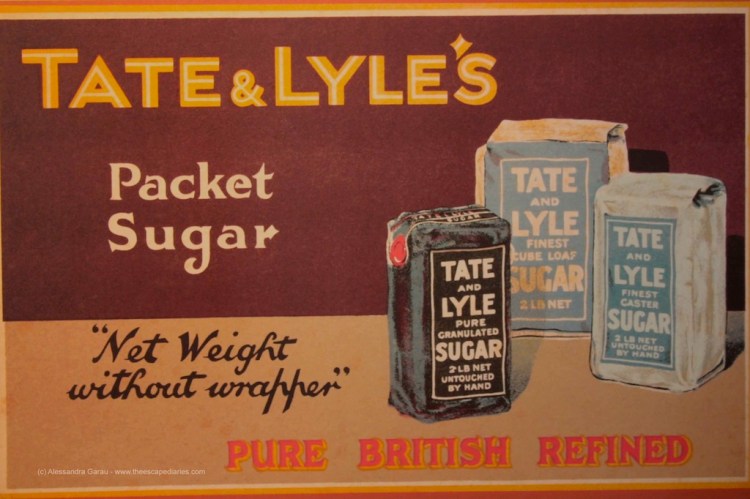 TATE & LYLE'S
Packet
Sugar
"Net Weight
without wrapper"
SUGAR
TATE
AND
LYLE
PURE
GRANULATED
SUGAR
2 LB NET
UNTOUCHED
BY HAND
TATE
AND
LYLE
FINEST
CUBE LOAF
SUGAR
2 LB NET
TATE
AND
LYLE
FINEST
CASTER
SUGAR
2 LB NET
UNTOUCHED
BY HAND
PURE BRITISH REFINED
(c) Alessandra Garau - www.theescapediaries.com